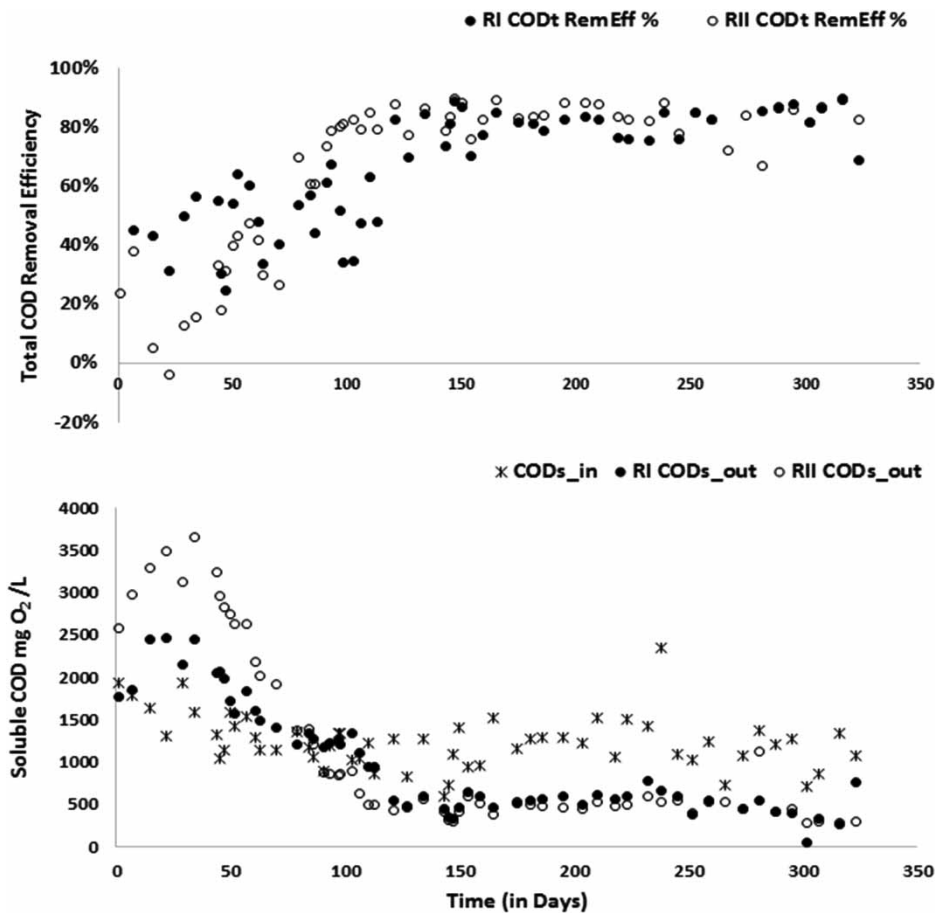 RI CODt RemEff % RII CODt RemEff %
100%
80%
60%
40%
20%
0%
-20%
0 50 100 150 200 250 300 350
Total COD Removal Efficiency
CODs_in RI CODs_out RII CODs_out
4000
3500
3000
2500
2000
1500
1000
500
0
0 50 100 150 200 250 300 350
Soluble COD mg O₂ /L
Time (in Days)